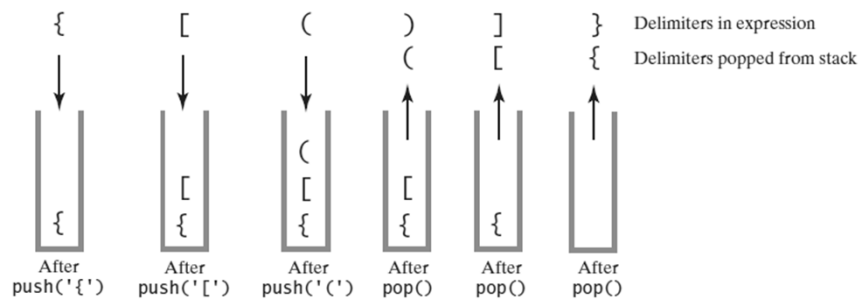 { [ ( ) ] } Delimiters in expression
( [ { Delimiters popped from stack
(
[ [ [
{ { { { {
After After After After After After
push('{') push('[') push('(') pop() pop() pop()